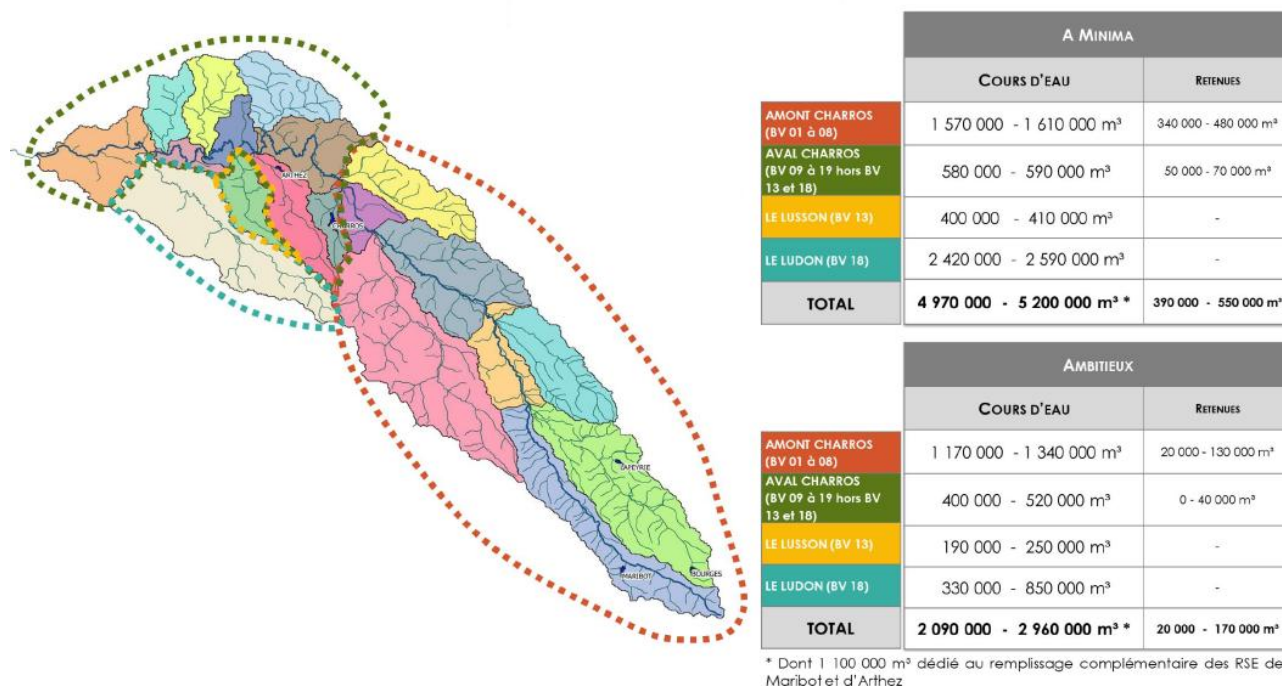 ARTHEZ
CHARROS
LAPEYRIE
MARIBOT
BOURGES
A MINIMA
COURS D'EAU RETENUES
AMONT CHARROS
(BV 01 à 08)
1 570 000 - 1 610 000 m³ 340 000 - 480 000 m³
AVAL CHARROS
(BV 09 à 19 hors BV
13 et 18)
580 000 - 590 000 m³ 50 000 - 70 000 m³
LE LUSSON (BV 13) 400 000 - 410 000 m³ -
LE LUDON (BV 18) 2 420 000 - 2 590 000 m³ -
TOTAL 4 970 000 - 5 200 000 m³ * 390 000 - 550 000 m³
AMBITIEUX
COURS D'EAU RETENUES
AMONT CHARROS
(BV 01 à 08)
1 170 000 - 1 340 000 m³ 20 000 - 130 000 m³
AVAL CHARROS
(BV 09 à 19 hors BV
13 et 18)
400 000 - 520 000 m³ 0 - 40 000 m³
LE LUSSON (BV 13) 190 000 - 250 000 m³ -
LE LUDON (BV 18) 330 000 - 850 000 m³ -
TOTAL 2 090 000 - 2 960 000 m³ * 20 000 - 170 000 m³
* Dont 1 100 000 m³ dédié au remplissage complémentaire des RSE de
Maribot et d'Arthez